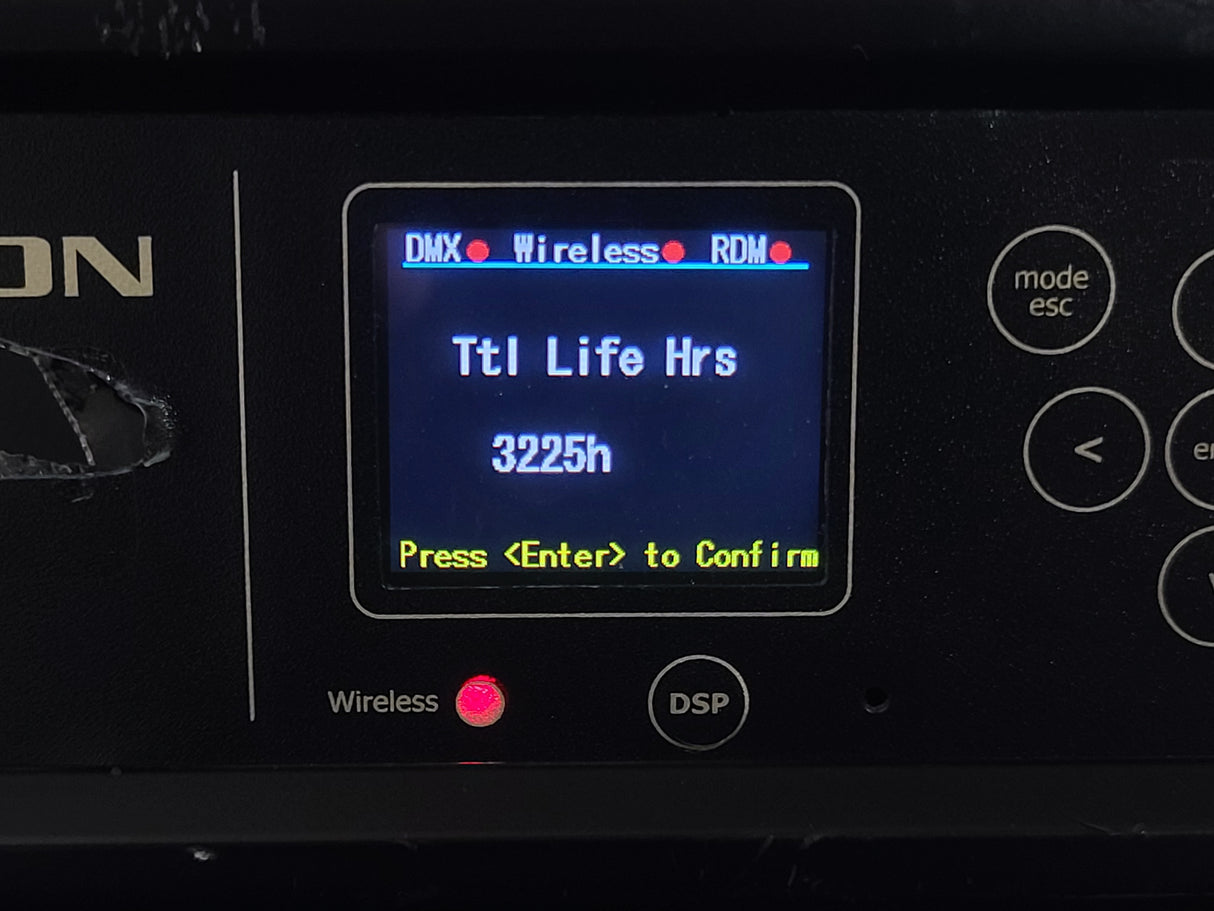 ON
DMX Wireless RDM
Ttl Life Hrs
3225h
Press <Enter> to Confirm
mode
esc
<
Wireless
DSP